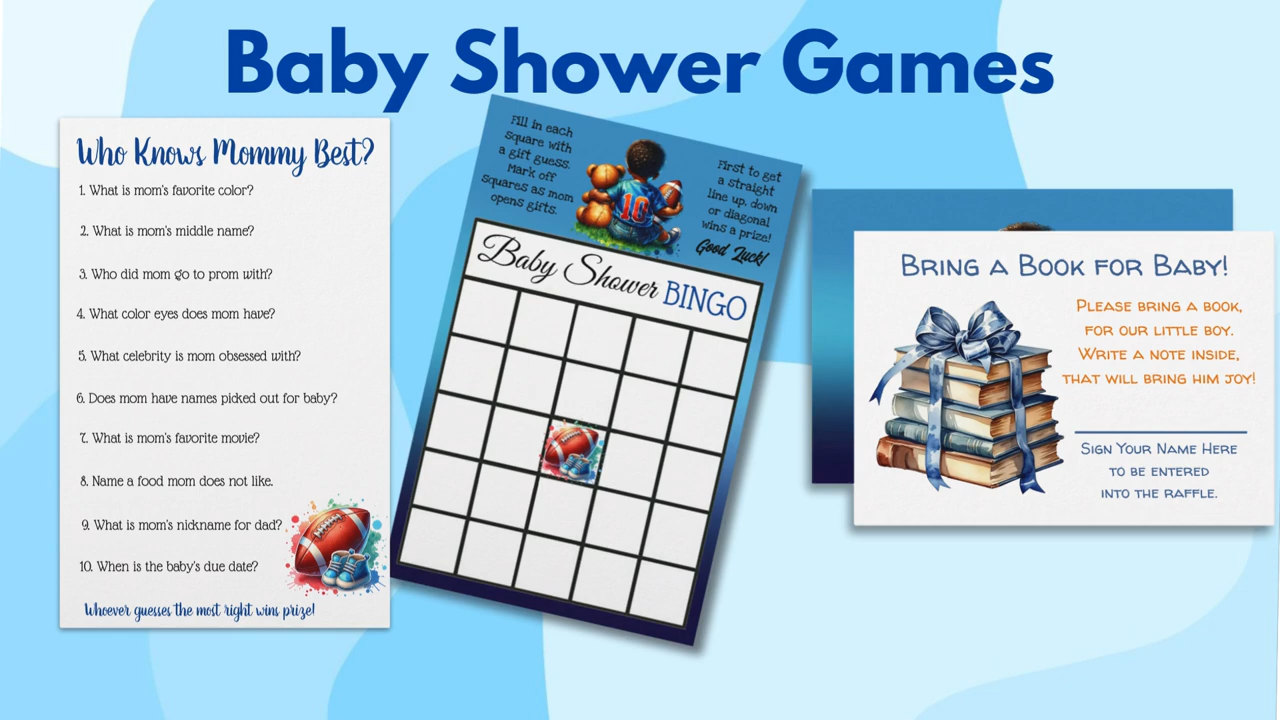 Baby Shower Games
Who Knows Mommy Best?
1. What is mom's favorite color?
2. What is mom's middle name?
3. Who did mom go to prom with?
4. What color eyes does mom have?
5. What celebrity is mom obsessed with?
6. Does mom have names picked out for baby?
7. What is mom's favorite movie?
8. Name a food mom does not like.
9. What is mom's nickname for dad?
10. When is the baby's due date?
Whoever guesses the most right wins prize!
Fill in each
square with
a gift guess.
Mark off
squares as mom
opens gifts.
10
First to get
a straight
line up, down
or diagonal
wins a prize!
Good Luck!
Baby Shower BINGO
Bring a Book for Baby!
Please bring a book,
for our little boy.
Write a note inside,
that will bring him joy!
Sign Your Name Here
to be entered
into the raffle.